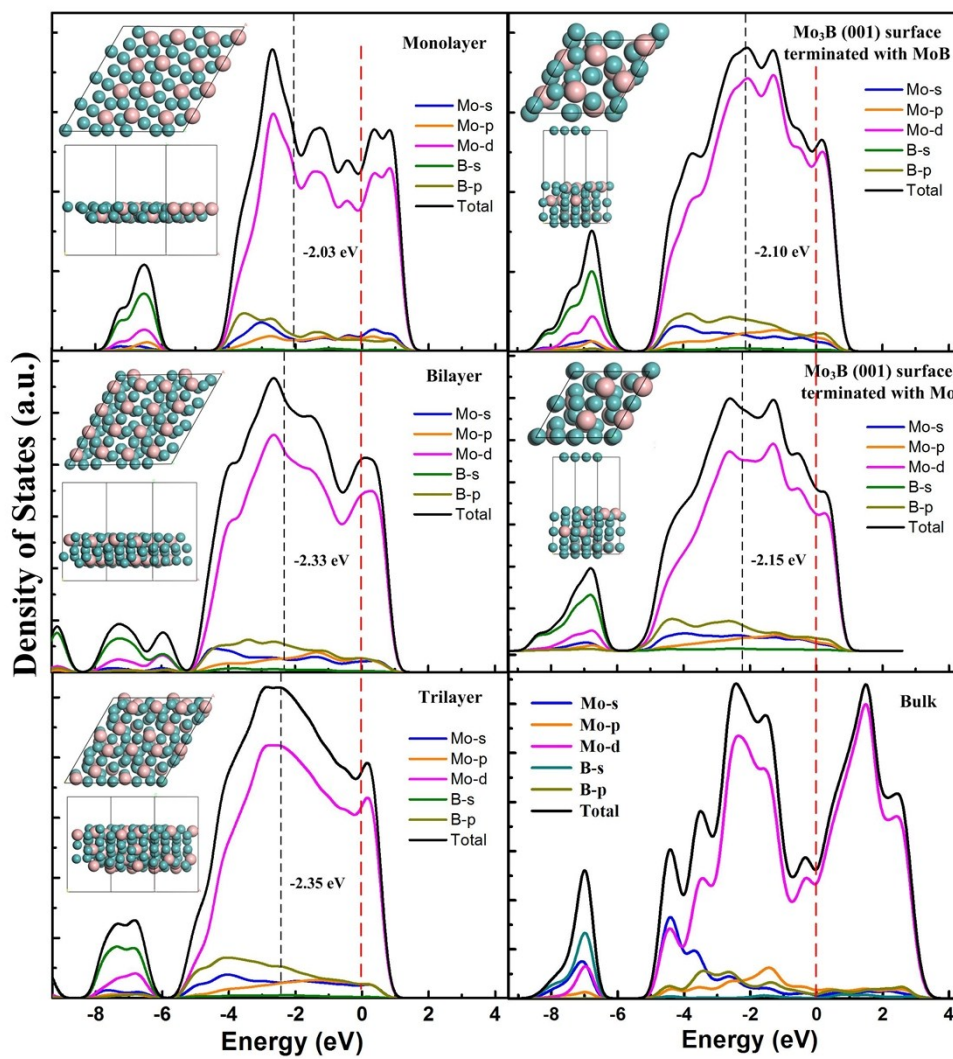 Density of States (a.u.)
Monolayer
Mo-s
Mo-p
Mo-d
B-s
B-p
Total
-2.03 eV
Bilayer
Mo-s
Mo-p
Mo-d
B-s
B-p
Total
-2.33 eV
Trilayer
Mo-s
Mo-p
Mo-d
B-s
B-p
Total
-2.35 eV
-8 -6 -4 -2 0 2 4
Energy (eV)
Mo₃B (001) surface
terminated with MoB
Mo-s
Mo-p
Mo-d
B-s
B-p
Total
-2.10 eV
Mo₃B (001) surface
terminated with Mo
Mo-s
Mo-p
Mo-d
B-s
B-p
Total
-2.15 eV
Bulk
Mo-s
Mo-p
Mo-d
B-s
B-p
Total
-8 -6 -4 -2 0 2 4
Energy (eV)